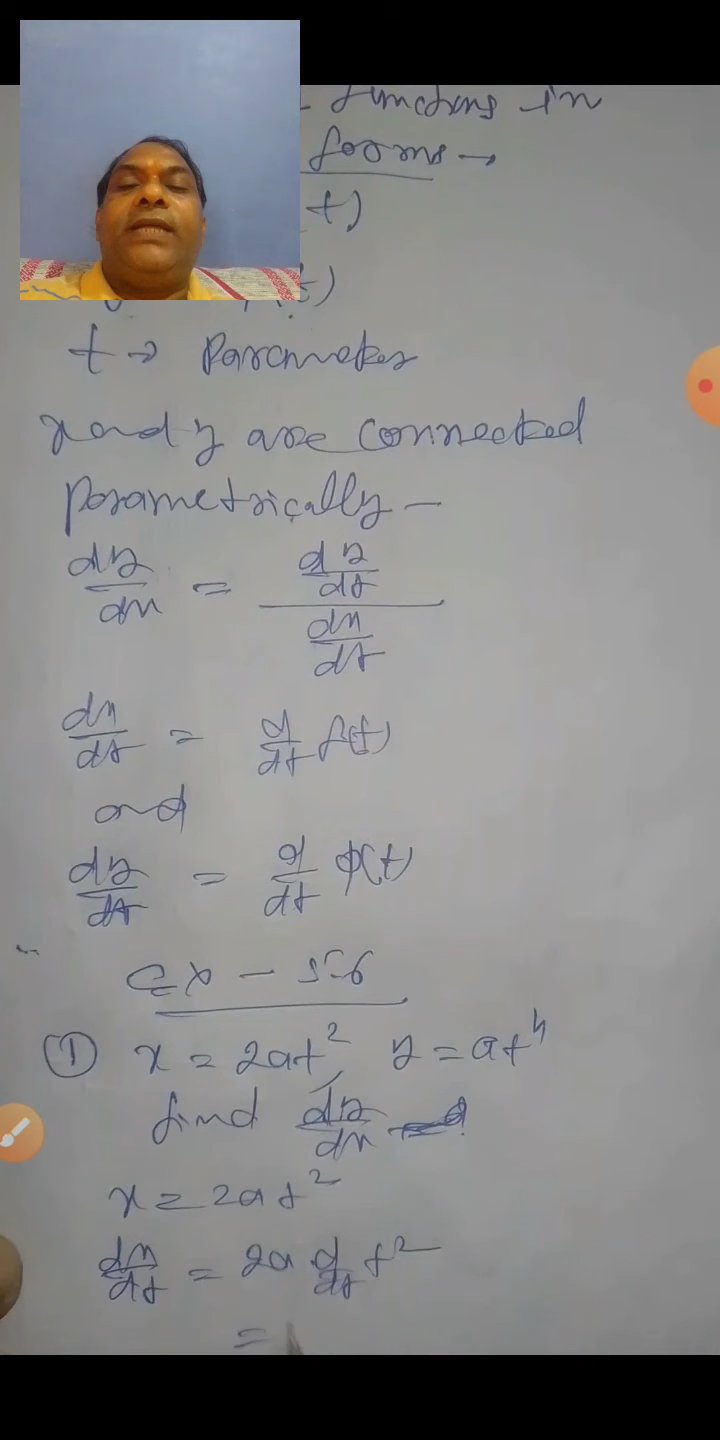 functions in
forms →
t)
t)
t → Parameter
x and y are connected
parametrically —
dy/dx = (dy/dt)/(dx/dt)
dx/dt = d/dt f(t)
and
dy/dt = d/dt φ(t)
Ex - 5.6
① x = 2at² y = at⁴
find dy/dx
x = 2at²
dx/dt = 2a d/dt t²
=